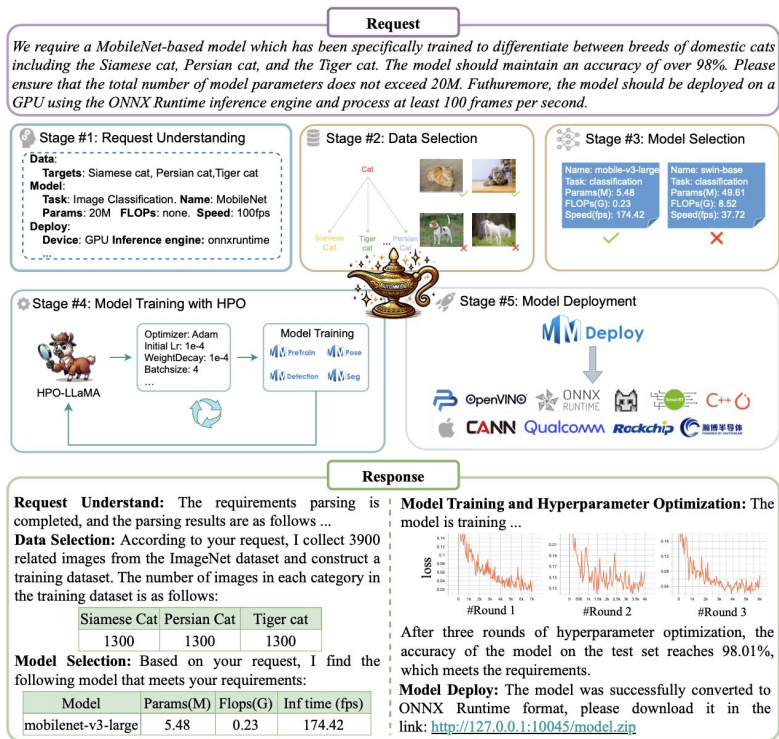 Request
We require a MobileNet-based model which has been specifically trained to differentiate between breeds of domestic cats
including the Siamese cat, Persian cat, and the Tiger cat. The model should maintain an accuracy of over 98%. Please
ensure that the total number of model parameters does not exceed 20M. Futhuremore, the model should be deployed on a
GPU using the ONNX Runtime inference engine and process at least 100 frames per second.
Stage #1: Request Understanding
Data:
Targets: Siamese cat, Persian cat,Tiger cat
Model:
Task: Image Classification. Name: MobileNet
Params: 20M FLOPs: none. Speed: 100fps
Deploy:
Device: GPU Inference engine: onnxruntime
...
Stage #2: Data Selection
Cat
Siamese Cat
Tiger cat
...
Persian Cat
Stage #3: Model Selection
Name: mobile-v3-large
Task: classification
Params(M): 5.48
FLOPs(G): 0.23
Speed(fps): 174.42
Name: swin-base
Task: classification
Params(M): 49.61
FLOPs(G): 8.52
Speed(fps): 37.72
Stage #4: Model Training with HPO
HPO-LLaMA
Optimizer: Adam
Initial Lr: 1e-4
WeightDecay: 1e-4
Batchsize: 4
...
Model Training
MMPreTrain
MMPose
MMDetection
MMSeg
Stage #5: Model Deployment
MMDeploy
OpenVINO
ONNX RUNTIME
C++
CANN
Qualcomm
Rockchip
瀚博半导体
Response
Request Understand: The requirements parsing is
completed, and the parsing results are as follows ...
Data Selection: According to your request, I collect 3900
related images from the ImageNet dataset and construct a
training dataset. The number of images in each category in
the training dataset is as follows:
Siamese Cat Persian Cat Tiger cat
1300 1300 1300
Model Selection: Based on your request, I find the
following model that meets your requirements:
Model Params(M) Flops(G) Inf time (fps)
mobilenet-v3-large 5.48 0.23 174.42
Model Training and Hyperparameter Optimization: The
model is training ...
loss
#Round 1
#Round 2
#Round 3
After three rounds of hyperparameter optimization, the
accuracy of the model on the test set reaches 98.01%,
which meets the requirements.
Model Deploy: The model was successfully converted to
ONNX Runtime format, please download it in the
link: http://127.0.0.1:10045/model.zip